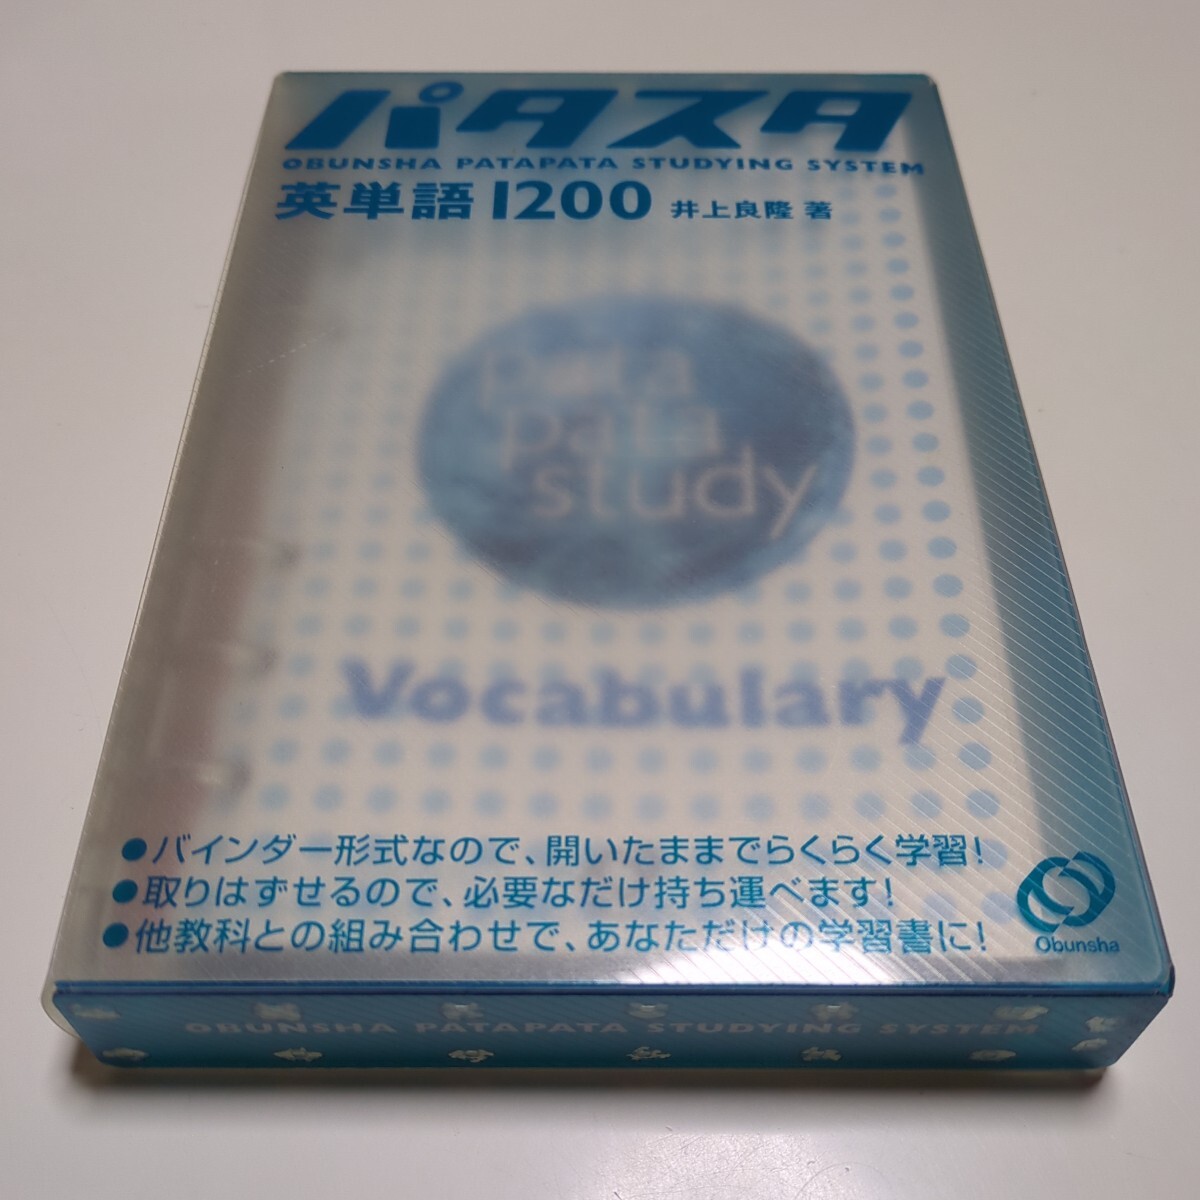 パタスタ
OBUNSHA PATAPATA STUDYING SYSTEM
英単語1200 井上良隆 著
pata
pata
study
Vocabulary
●バインダー形式なので、開いたままでらくらく学習!
●取りはずせるので、必要なだけ持ち運べます!
●他教科との組み合わせで、あなただけの学習書に!
Obunsha
OBUNSHA PATAPATA STUDYING SYSTEM